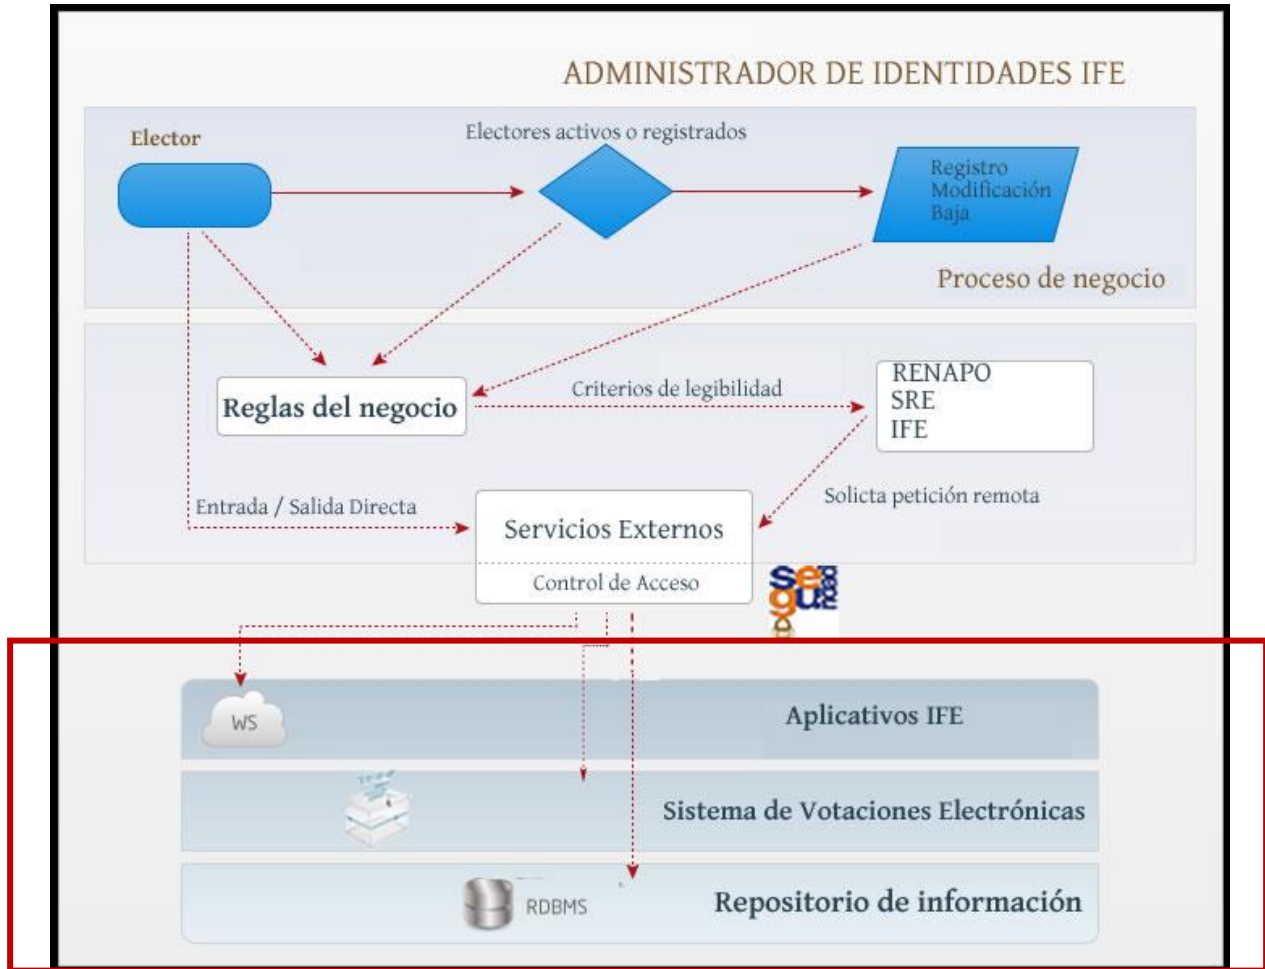 ADMINISTRADOR DE IDENTIDADES IFE
Elector
Electores activos o registrados
Registro
Modificación
Baja
Proceso de negocio
Reglas del negocio
Criterios de legibilidad
RENAPO
SRE
IFE
Entrada / Salida Directa
Solicta petición remota
Servicios Externos
Control de Acceso
WS
Aplicativos IFE
Sistema de Votaciones Electrónicas
RDBMS
Repositorio de información